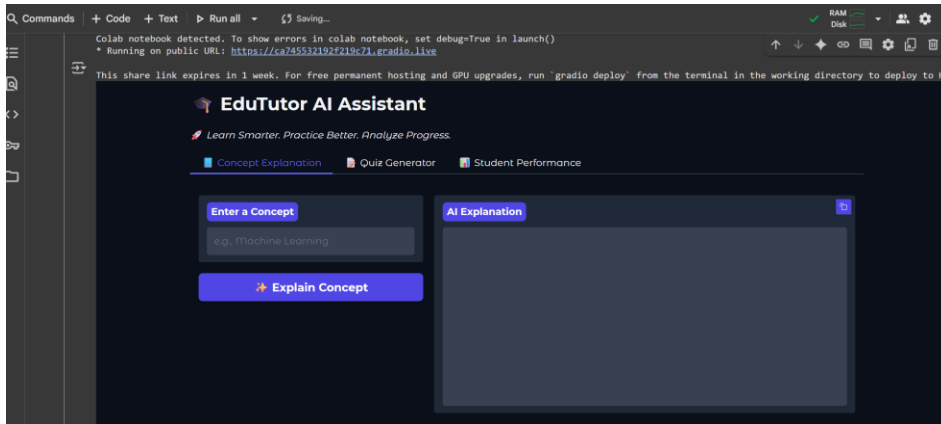 Commands + Code + Text Run all Saving... RAM Disk
Colab notebook detected. To show errors in colab notebook, set debug=True in launch()
* Running on public URL: https://ca745532192f219c71.gradio.live
This share link expires in 1 week. For free permanent hosting and GPU upgrades, run `gradio deploy` from the terminal in the working directory to deploy to
EduTutor AI Assistant
Learn Smarter. Practice Better. Analyze Progress.
Concept Explanation Quiz Generator Student Performance
Enter a Concept
e.g., Machine Learning
Explain Concept
AI Explanation